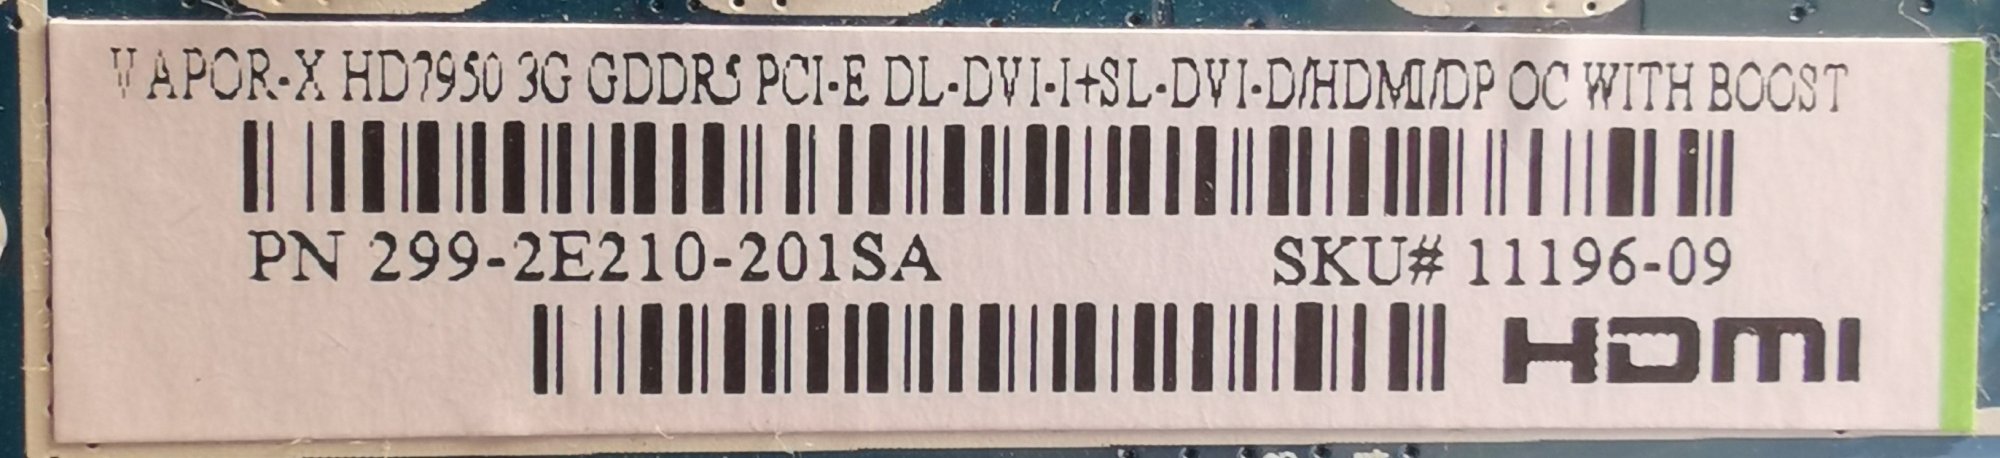 VAPOR-X HD7950 3G GDDR5 PCI-E DL-DVI-I+SL-DVI-D/HDMI/DP OC WITH BOOST
PN 299-2E210-201SA SKU# 11196-09
HDMI